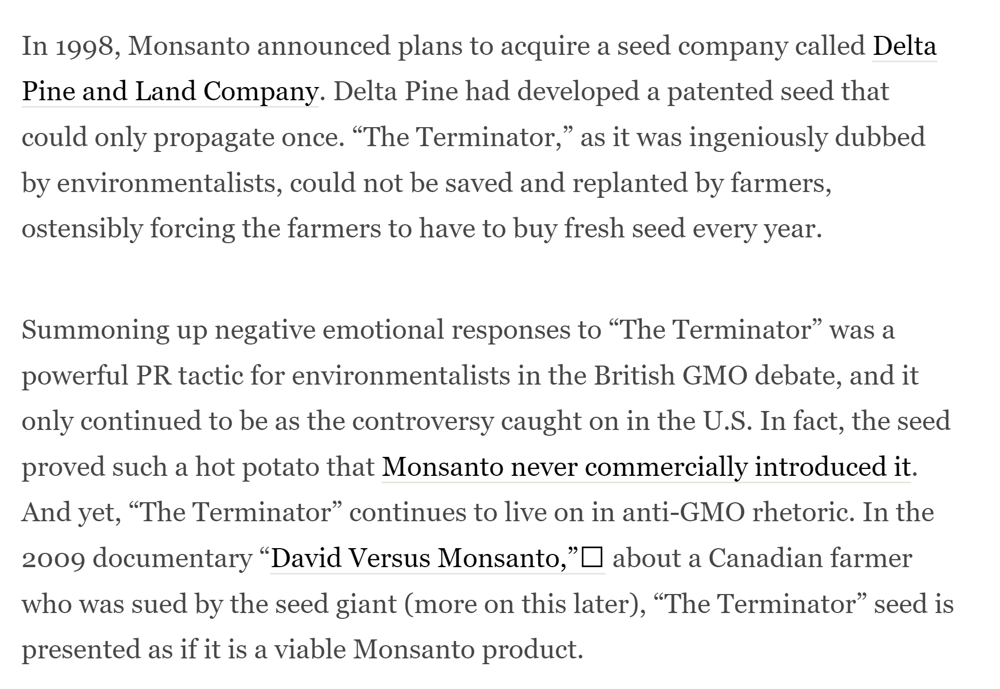 In 1998, Monsanto announced plans to acquire a seed company called Delta
Pine and Land Company. Delta Pine had developed a patented seed that
could only propagate once. “The Terminator,” as it was ingeniously dubbed
by environmentalists, could not be saved and replanted by farmers,
ostensibly forcing the farmers to have to buy fresh seed every year.
Summoning up negative emotional responses to “The Terminator” was a
powerful PR tactic for environmentalists in the British GMO debate, and it
only continued to be as the controversy caught on in the U.S. In fact, the seed
proved such a hot potato that Monsanto never commercially introduced it.
And yet, “The Terminator” continues to live on in anti-GMO rhetoric. In the
2009 documentary “David Versus Monsanto,”□ about a Canadian farmer
who was sued by the seed giant (more on this later), “The Terminator” seed is
presented as if it is a viable Monsanto product.